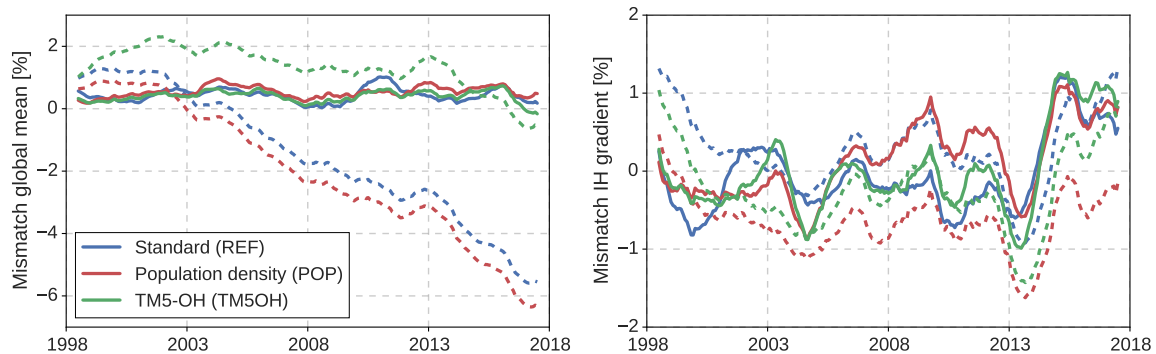 Mismatch global mean [%]
2
0
−2
−4
−6
Standard (REF)
Population density (POP)
TM5-OH (TM5OH)
1998 2003 2008 2013 2018
Mismatch IH gradient [%]
2
1
0
−1
−2
1998 2003 2008 2013 2018